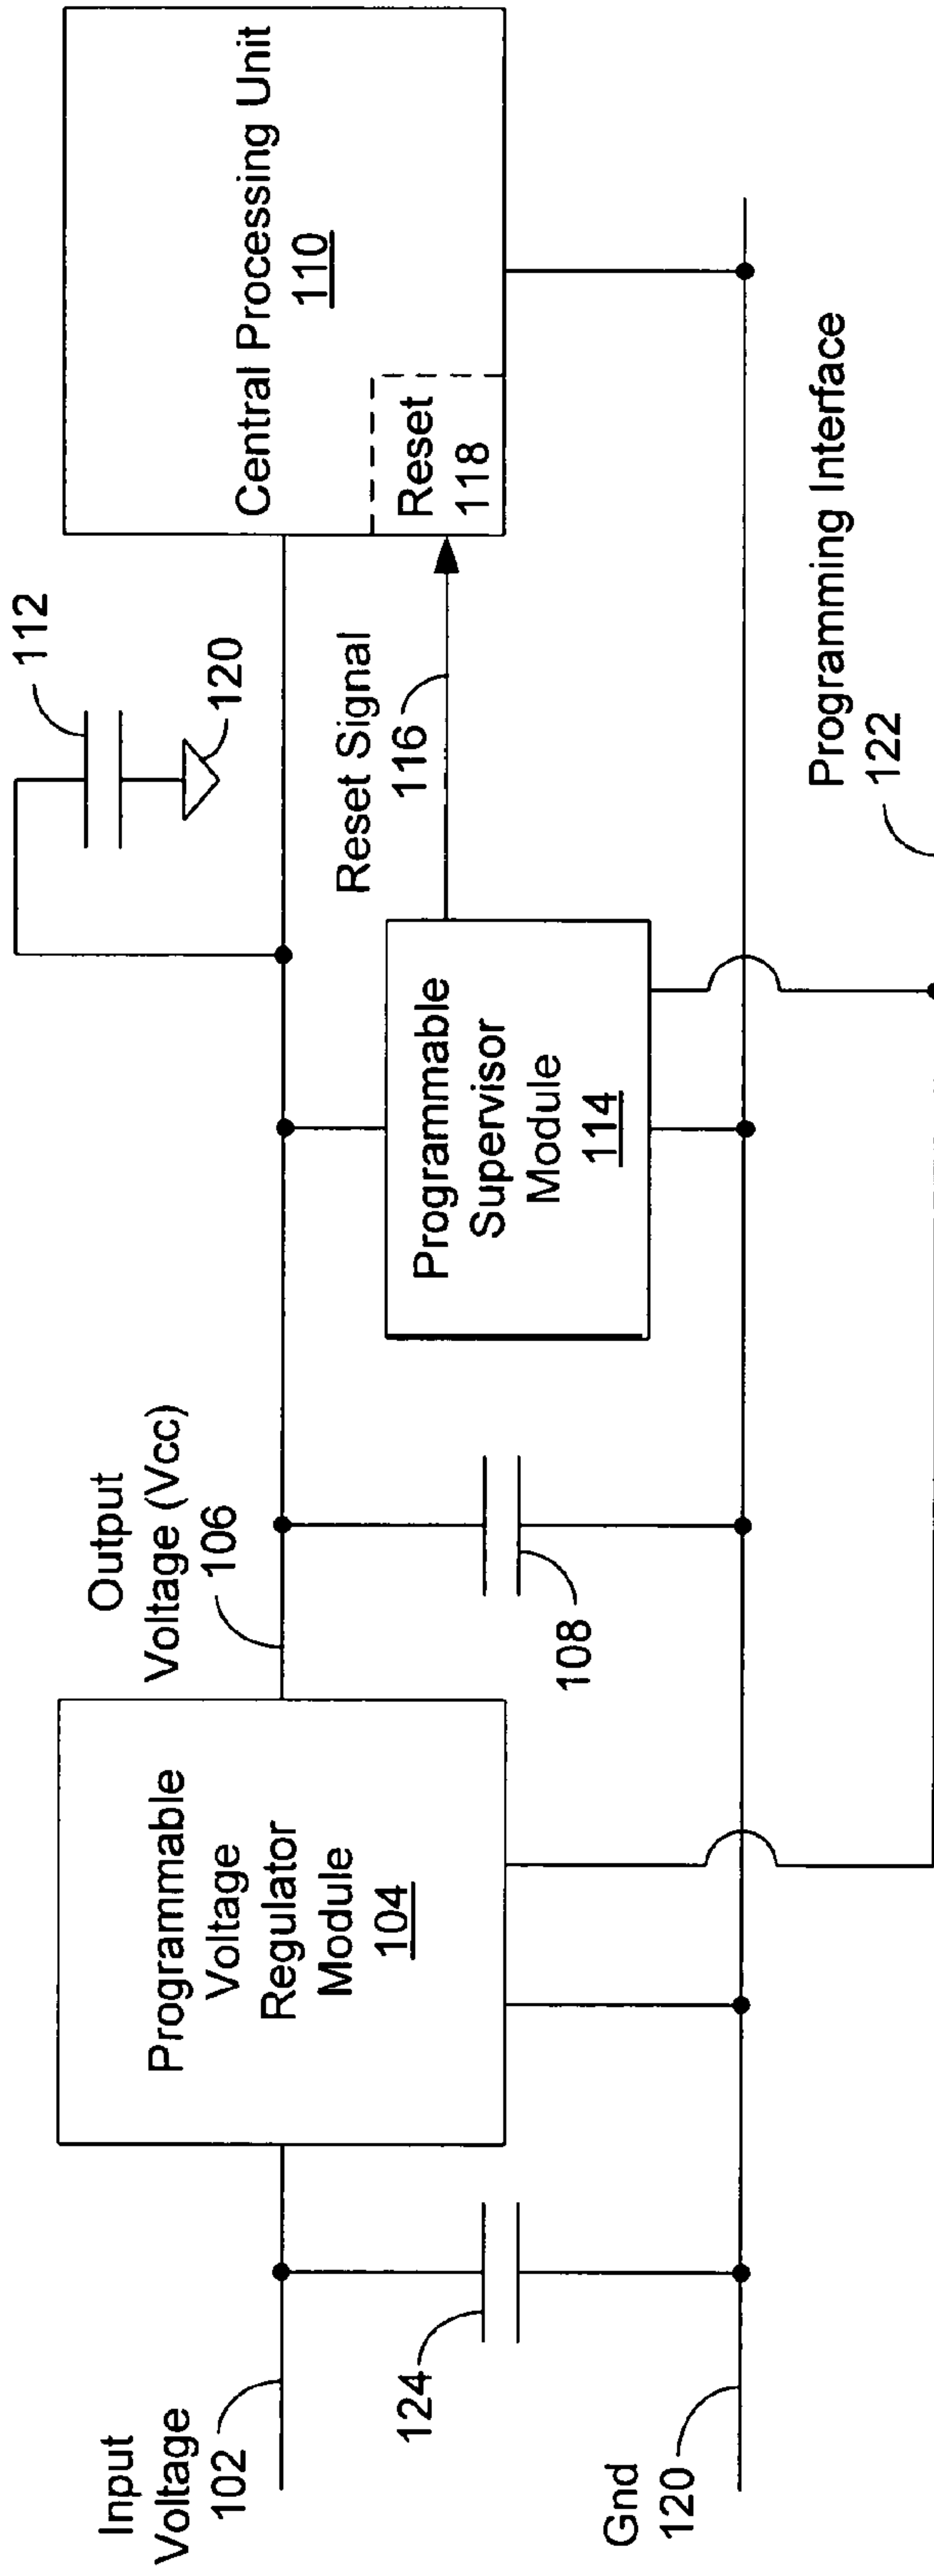 Input
Voltage
102
124
Gnd
120
Programmable
Voltage
Regulator
Module
104
Output
Voltage (Vcc)
106
108
Programmable
Supervisor
Module
114
112
120
Reset Signal
116
Central Processing Unit
110
Reset
118
Programming Interface
122